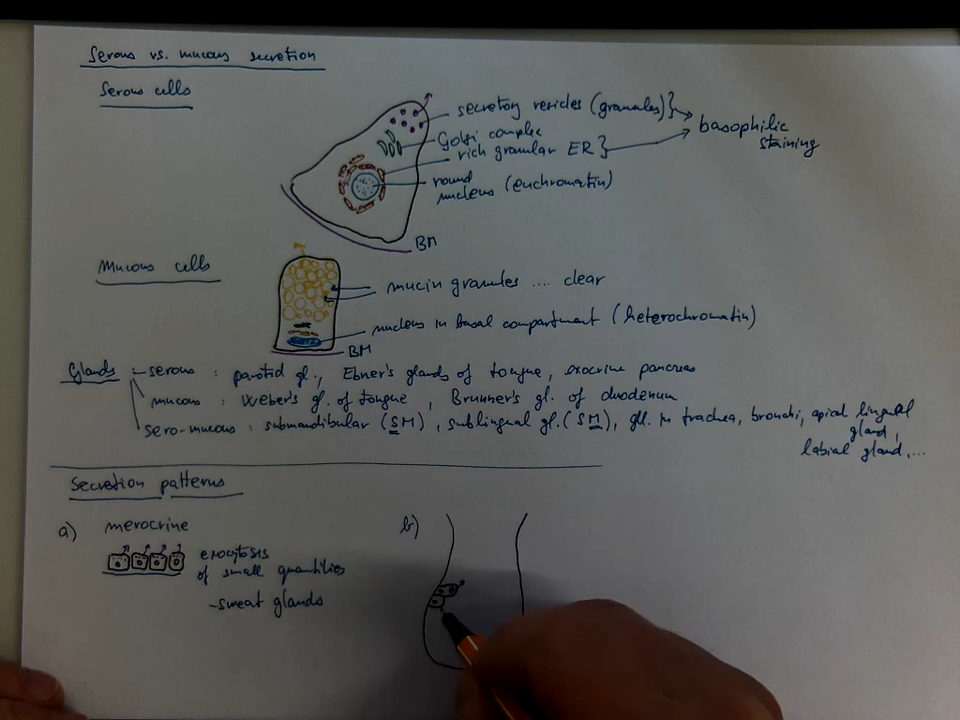 Serous vs. mucous secretion
Serous cells
secretory vesicles (granules)
Golgi complex
rich granular ER
basophilic
staining
round
nucleus (euchromatin)
BM
Mucous cells
mucin granules .... clear
nucleus in basal compartment (heterochromatin)
BM
Glands - serous : parotid gl., Ebner's glands of tongue, exocrine pancreas
mucous : Weber's gl. of tongue, Brunner's gl. of duodenum
sero-mucous : submandibular (SM), sublingual gl. (SM), gll. in trachea, bronchi, apical lingual
gland,
labial gland,...
Secretion patterns
a) merocrine
exocytosis
of small quantities
- sweat glands
b)